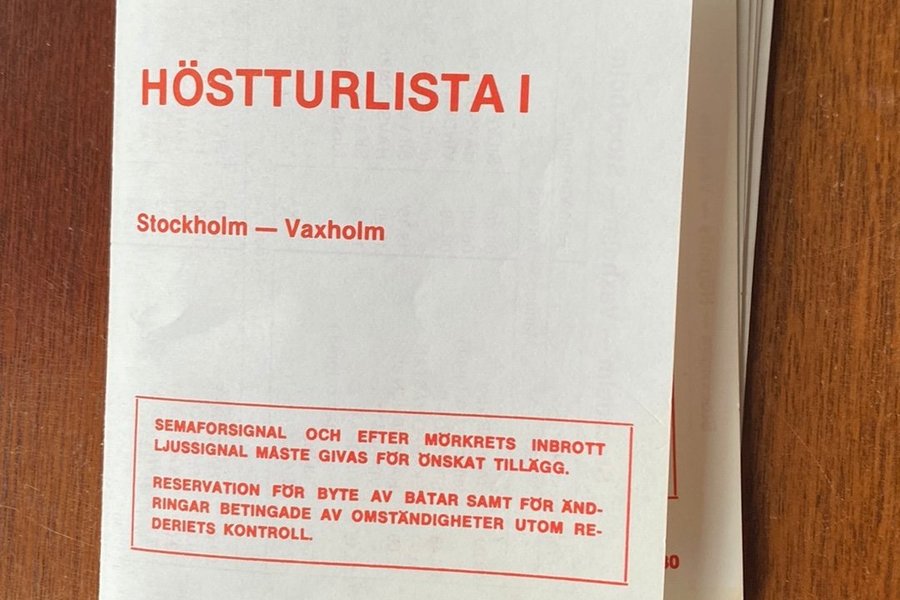 HÖSTTURLISTA I
Stockholm — Vaxholm
SEMAFORSIGNAL OCH EFTER MÖRKRETS INBROTT
LJUSSIGNAL MÅSTE GIVAS FÖR ÖNSKAT TILLÄGG.
RESERVATION FÖR BYTE AV BÅTAR SAMT FÖR ÄND-
RINGAR BETINGADE AV OMSTÄNDIGHETER UTOM RE-
DERIETS KONTROLL.